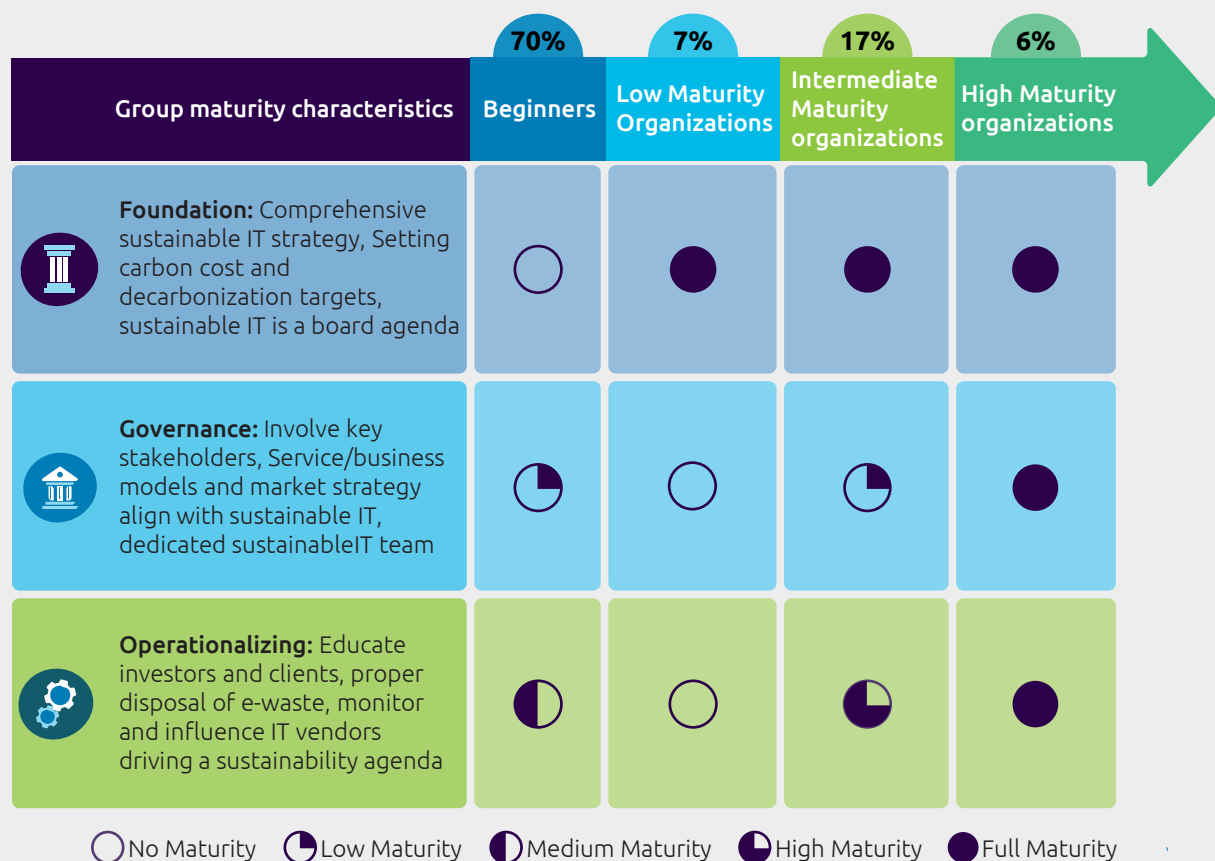 70%
7%
17%
6%
Group maturity characteristics
Beginners
Low Maturity
Organizations
Intermediate
Maturity
organizations
High Maturity
organizations
Foundation: Comprehensive
sustainable IT strategy, Setting
carbon cost and
decarbonization targets,
sustainable IT is a board agenda
Governance: Involve key
stakeholders, Service/business
models and market strategy
align with sustainable IT,
dedicated sustainableIT team
Operationalizing: Educate
investors and clients, proper
disposal of e-waste, monitor
and influence IT vendors
driving a sustainability agenda
No Maturity
Low Maturity
Medium Maturity
High Maturity
Full Maturity